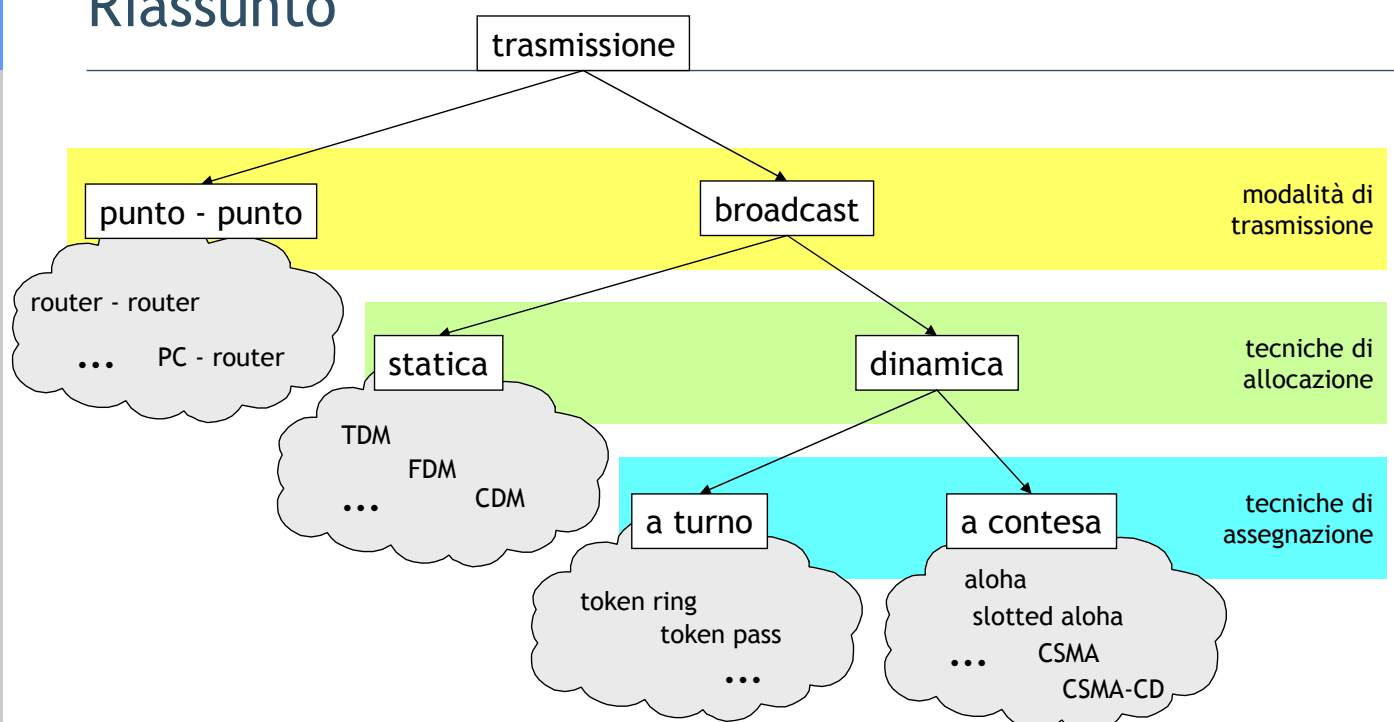 Riassunto
trasmissione
punto - punto
broadcast
modalità di
trasmissione
router - router
... PC - router
statica
dinamica
tecniche di
allocazione
TDM
FDM
... CDM
a turno
a contesa
tecniche di
assegnazione
token ring
token pass
...
aloha
slotted aloha
... CSMA
CSMA-CD